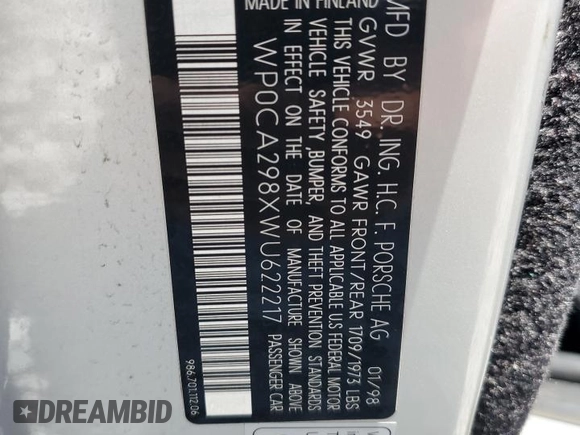 MFD BY DR. ING. H.C. F. PORSCHE AG 01/98
GVWR 3549 GAWR FRONT/REAR 1709/1973 LBS
THIS VEHICLE CONFORMS TO ALL APPLICABLE U.S FEDERAL MOTOR
VEHICLE SAFETY, BUMPER, AND THEFT PREVENTION STANDARDS
IN EFFECT ON THE DATE OF MANUFACTURE SHOWN ABOVE
WP0CA298XWU622217 PASSENGER CAR
MADE IN FINLAND
986.701.112.06
DREAMBID